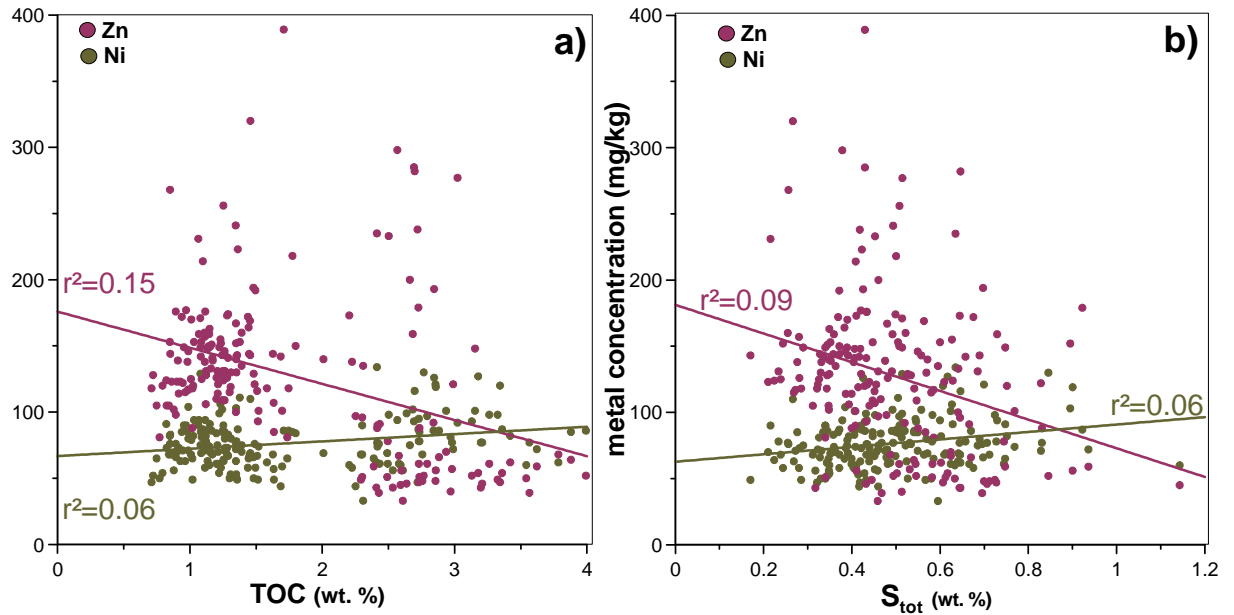 a)
Zn
Ni
400
300
200
100
0
r²=0.15
r²=0.06
0
1
2
3
4
TOC (wt. %)
b)
Zn
Ni
metal concentration (mg/kg)
400
300
200
100
0
r²=0.09
r²=0.06
0
0.2
0.4
0.6
0.8
1
1.2
Stot (wt. %)